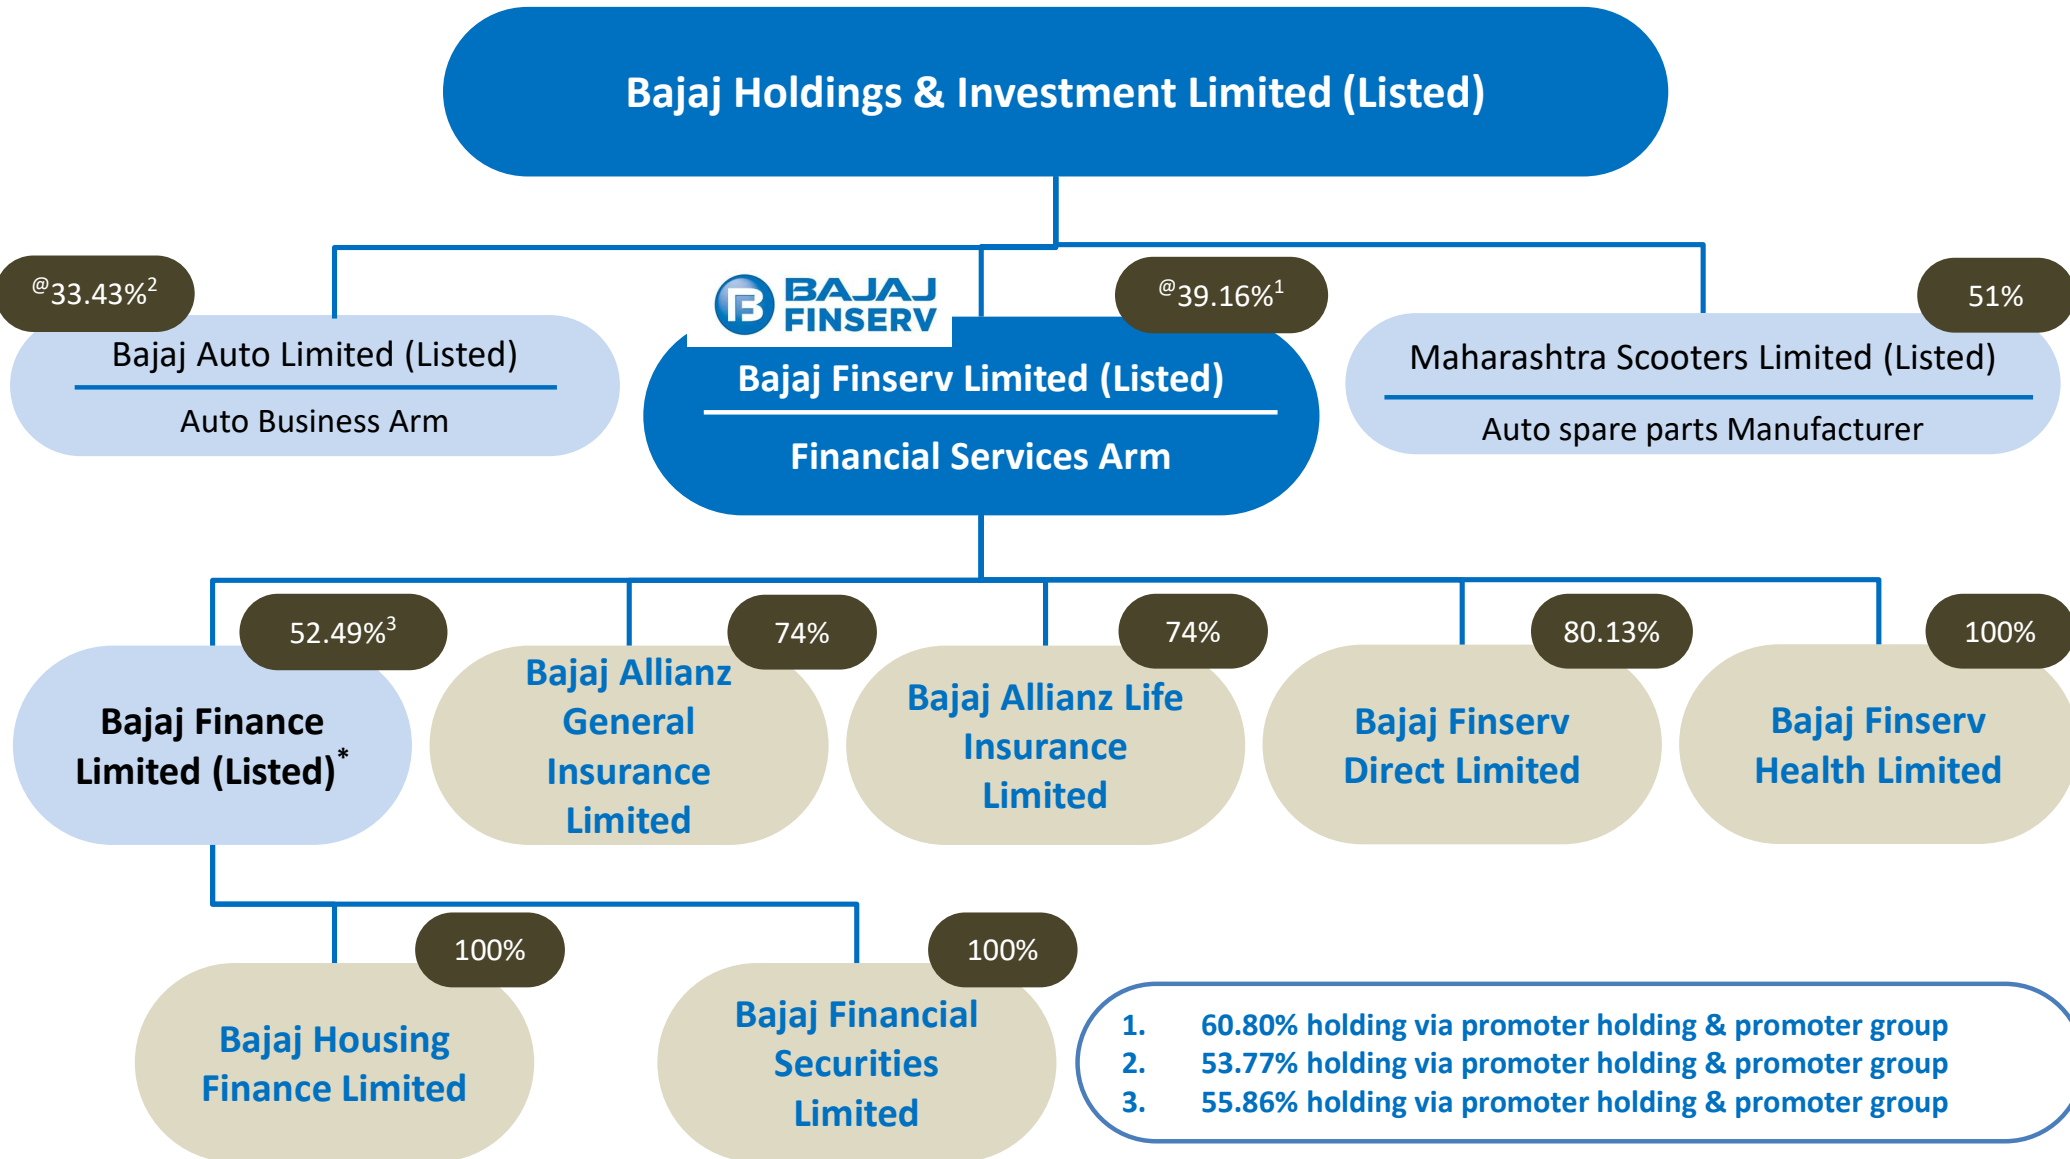 Bajaj Holdings & Investment Limited (Listed)
@33.43%2
Bajaj Auto Limited (Listed)
Auto Business Arm
BAJAJ
FINSERV
@39.16%1
Bajaj Finserv Limited (Listed)
Financial Services Arm
51%
Maharashtra Scooters Limited (Listed)
Auto spare parts Manufacturer
52.49%3
Bajaj Finance
Limited (Listed)*
74%
Bajaj Allianz
General
Insurance
Limited
74%
Bajaj Allianz Life
Insurance
Limited
80.13%
Bajaj Finserv
Direct Limited
100%
Bajaj Finserv
Health Limited
100%
Bajaj Housing
Finance Limited
100%
Bajaj Financial
Securities
Limited
1. 60.80% holding via promoter holding & promoter group
2. 53.77% holding via promoter holding & promoter group
3. 55.86% holding via promoter holding & promoter group